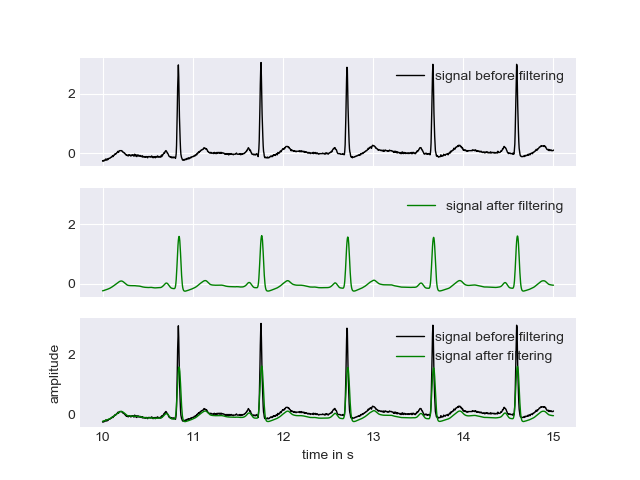 signal before filtering
2
0
signal after filtering
2
0
signal before filtering
signal after filtering
2
0
amplitude
10 11 12 13 14 15
time in s